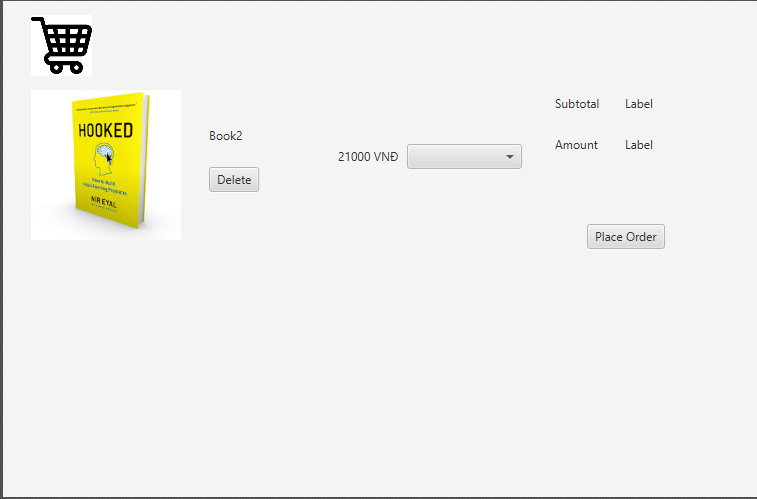 HOOKED
How to Build
Habit-Forming Products
NIR EYAL
Book2
Delete
21000 VNĐ
Subtotal Label
Amount Label
Place Order